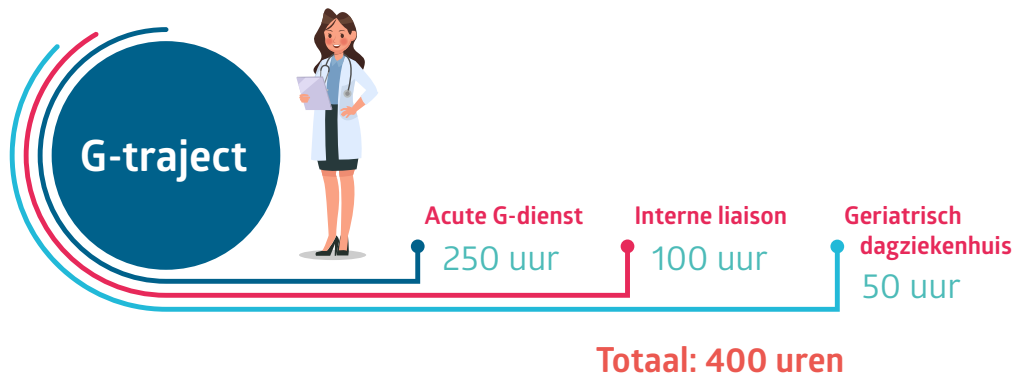 G-traject
Acute G-dienst
250 uur
Interne liaison
100 uur
Geriatrisch
dagziekenhuis
50 uur
Totaal: 400 uren